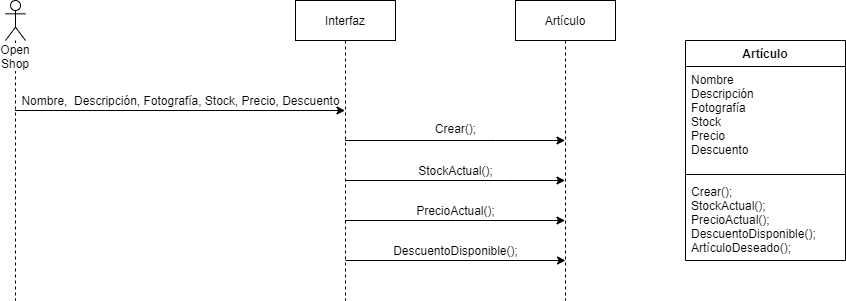 Open
Shop
Interfaz
Artículo
Nombre, Descripción, Fotografía, Stock, Precio, Descuento
Crear();
StockActual();
PrecioActual();
DescuentoDisponible();
Artículo
Nombre
Descripción
Fotografía
Stock
Precio
Descuento
Crear();
StockActual();
PrecioActual();
DescuentoDisponible();
ArtículoDeseado();